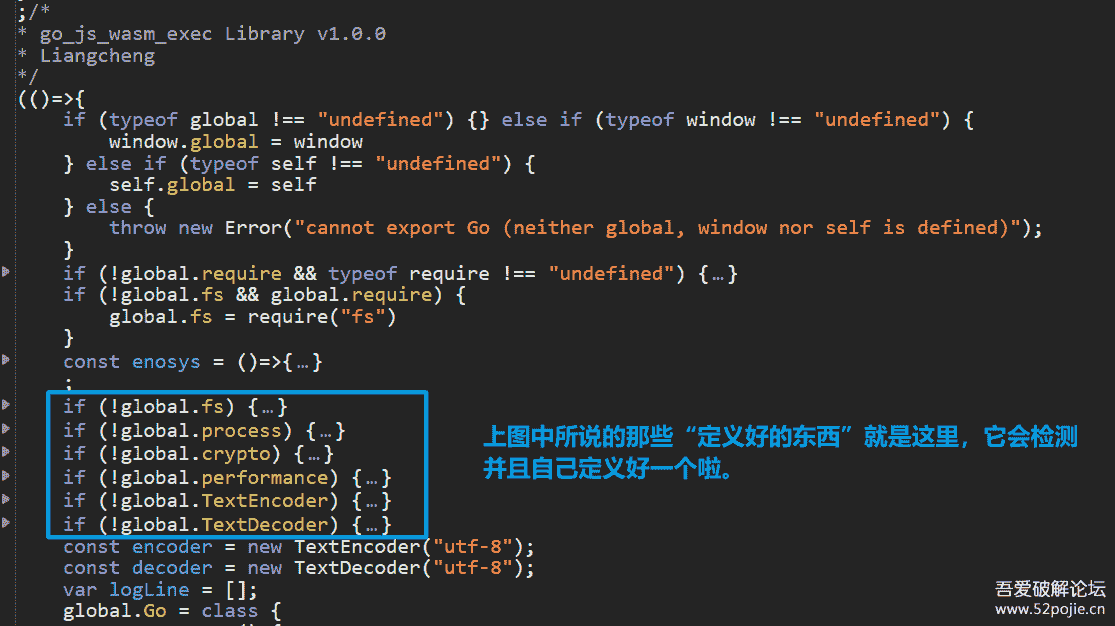 ;/*
* go_js_wasm_exec Library v1.0.0
* Liangcheng
*/
(()=>{
    if (typeof global !== "undefined") {} else if (typeof window !== "undefined") {
        window.global = window
    } else if (typeof self !== "undefined") {
        self.global = self
    } else {
        throw new Error("cannot export Go (neither global, window nor self is defined)");
    }
    if (!global.require && typeof require !== "undefined") {…}
    if (!global.fs && global.require) {
        global.fs = require("fs")
    }
    const enosys = ()=>{…}
    ;
    if (!global.fs) {…}
    if (!global.process) {…}
    if (!global.crypto) {…}
    if (!global.performance) {…}
    if (!global.TextEncoder) {…}
    if (!global.TextDecoder) {…}
上图中所说的那些“定义好的东西”就是这里，它会检测
并且自己定义好一个啦。
    const encoder = new TextEncoder("utf-8");
    const decoder = new TextDecoder("utf-8");
    var logLine = [];
    global.Go = class {
吾爱破解论坛
www.52pojie.cn